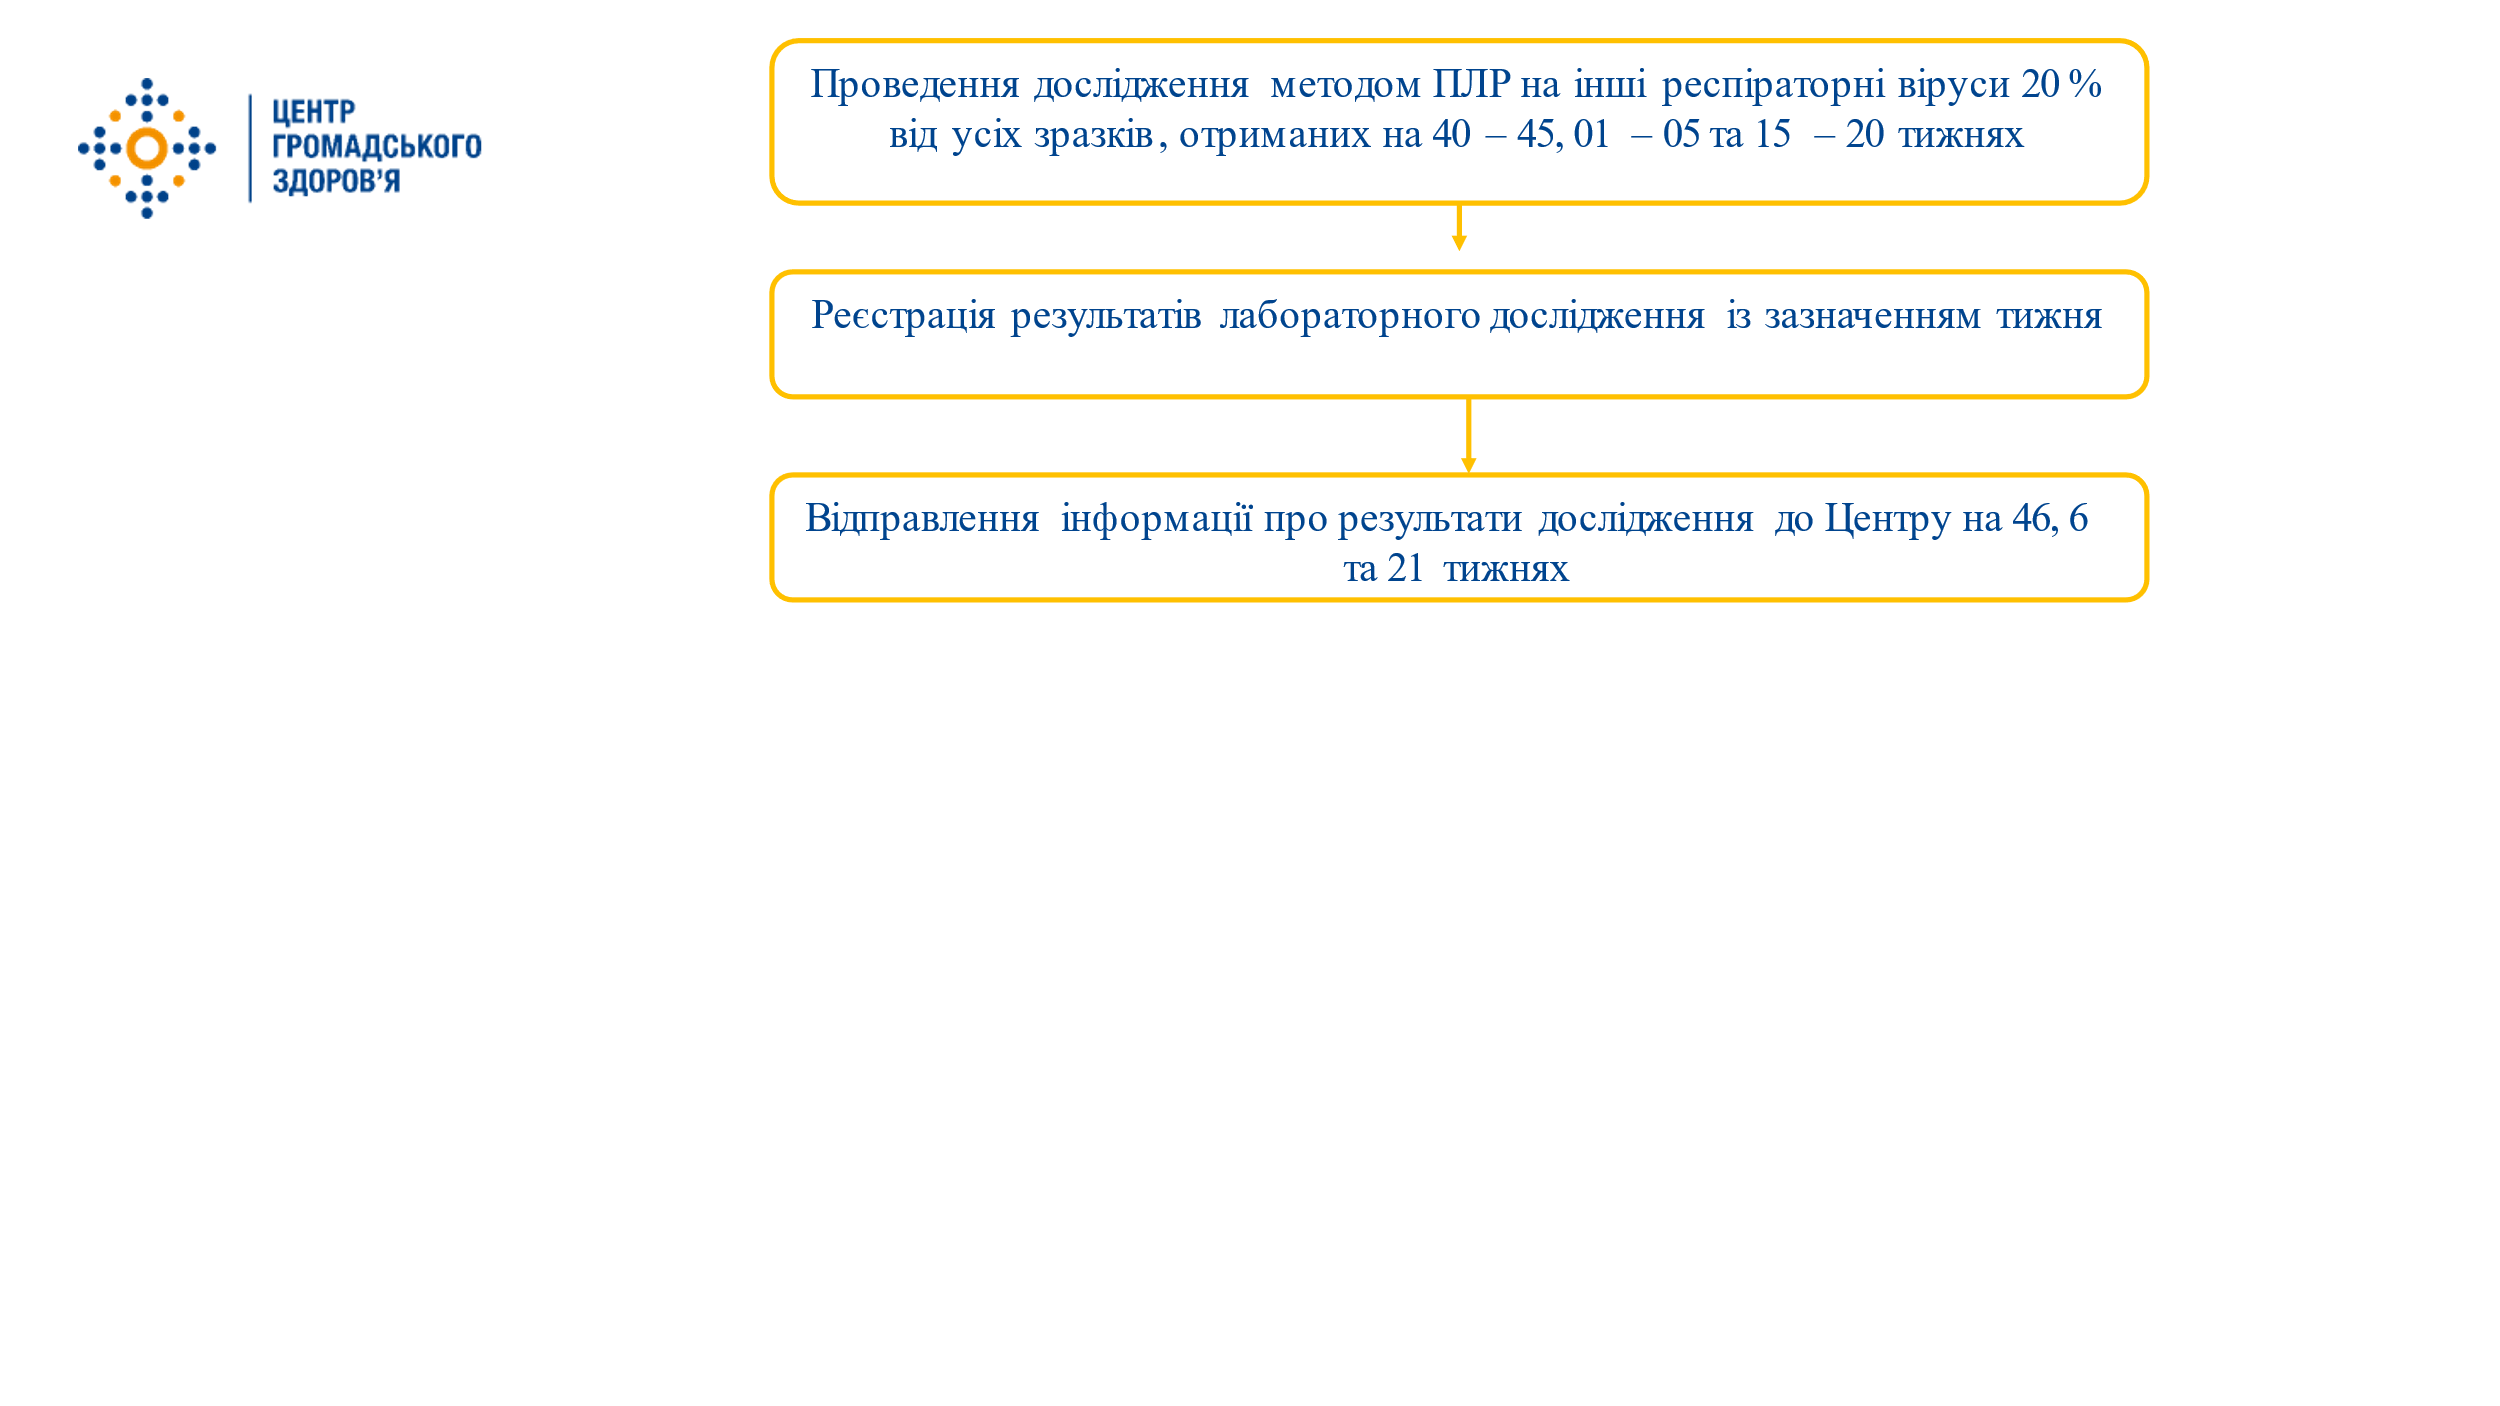 ЦЕНТР
ГРОМАДСЬКОГО
ЗДОРОВ’Я
Проведення дослідження методом ПЛР на інші респіраторні віруси 20 %
від усіх зразків, отриманих на 40 – 45, 01 – 05 та 15 – 20 тижнях
Реєстрація результатів лабораторного дослідження із зазначенням тижня
Відправлення інформації про результати дослідження до Центру на 46, 6
та 21 тижнях